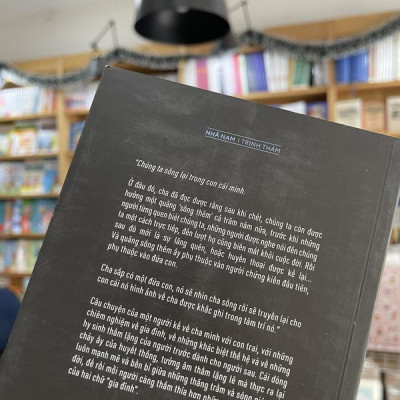 NHÃ NAM | TRINH THÁM
"Chúng ta sống lại trong con cái mình.
Ở đâu đó, cha đã đọc được rằng sau khi chết, chúng ta còn được
hưởng một quãng "sống thêm" cả trăm năm nữa, trước khi những
người từng quen biết chúng ta, những người được nghe nói đến chúng
ta một cách trực tiếp, đến lượt họ cũng biến mất khỏi cuộc đời. Rồi
sau đó mới là sự lãng quên, hoặc huyền thoại được kể lại...
Và quãng sống thêm ấy phụ thuộc vào người chứng kiến đầu tiên,
phụ thuộc vào đứa con.
Cha sắp có một đứa con, nó sẽ nhìn cha sống rồi sẽ truyền lại cho
con cái nó hình ảnh về cha được khắc ghi trong tâm trí nó."
Câu chuyện của một người kể về cha mình với con trai, với những
chiêm nghiệm về gia đình, về những khác biệt thế hệ và về những
hy sinh thầm lặng của người trước dành cho người sau. Cái dòng
chảy ấy của huyết thống, tưởng âm thầm lặng lẽ mà thực ra lại
luôn mạnh mẽ và bền bỉ giữa những thăng trầm và sóng gió
đời, để rồi mỗi người càng thấm thía hơn những
của hai chữ "gia đình".